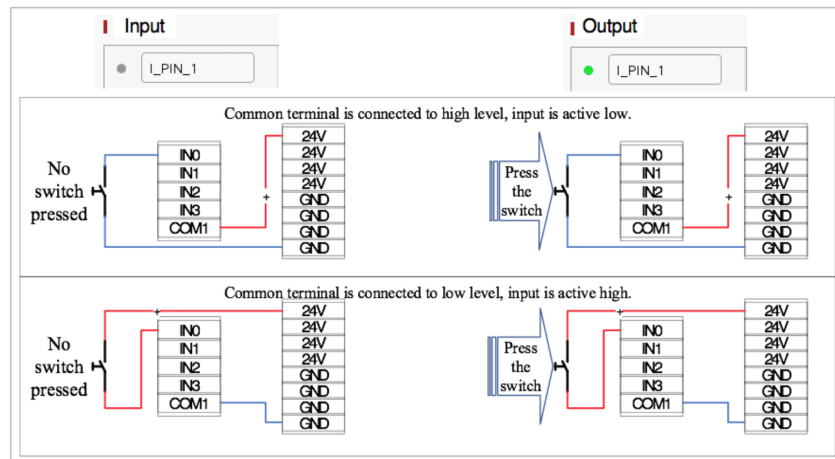 Input
Output
I_PIN_1
I_PIN_1
Common terminal is connected to high level, input is active low.
No
switch
pressed
IN0
IN1
IN2
IN3
COM1
24V
24V
24V
24V
GND
GND
GND
GND
Press
the
switch
IN0
IN1
IN2
IN3
COM1
24V
24V
24V
24V
GND
GND
GND
GND
Common terminal is connected to low level, input is active high.
No
switch
pressed
IN0
IN1
IN2
IN3
COM1
24V
24V
24V
24V
GND
GND
GND
GND
Press
the
switch
IN0
IN1
IN2
IN3
COM1
24V
24V
24V
24V
GND
GND
GND
GND